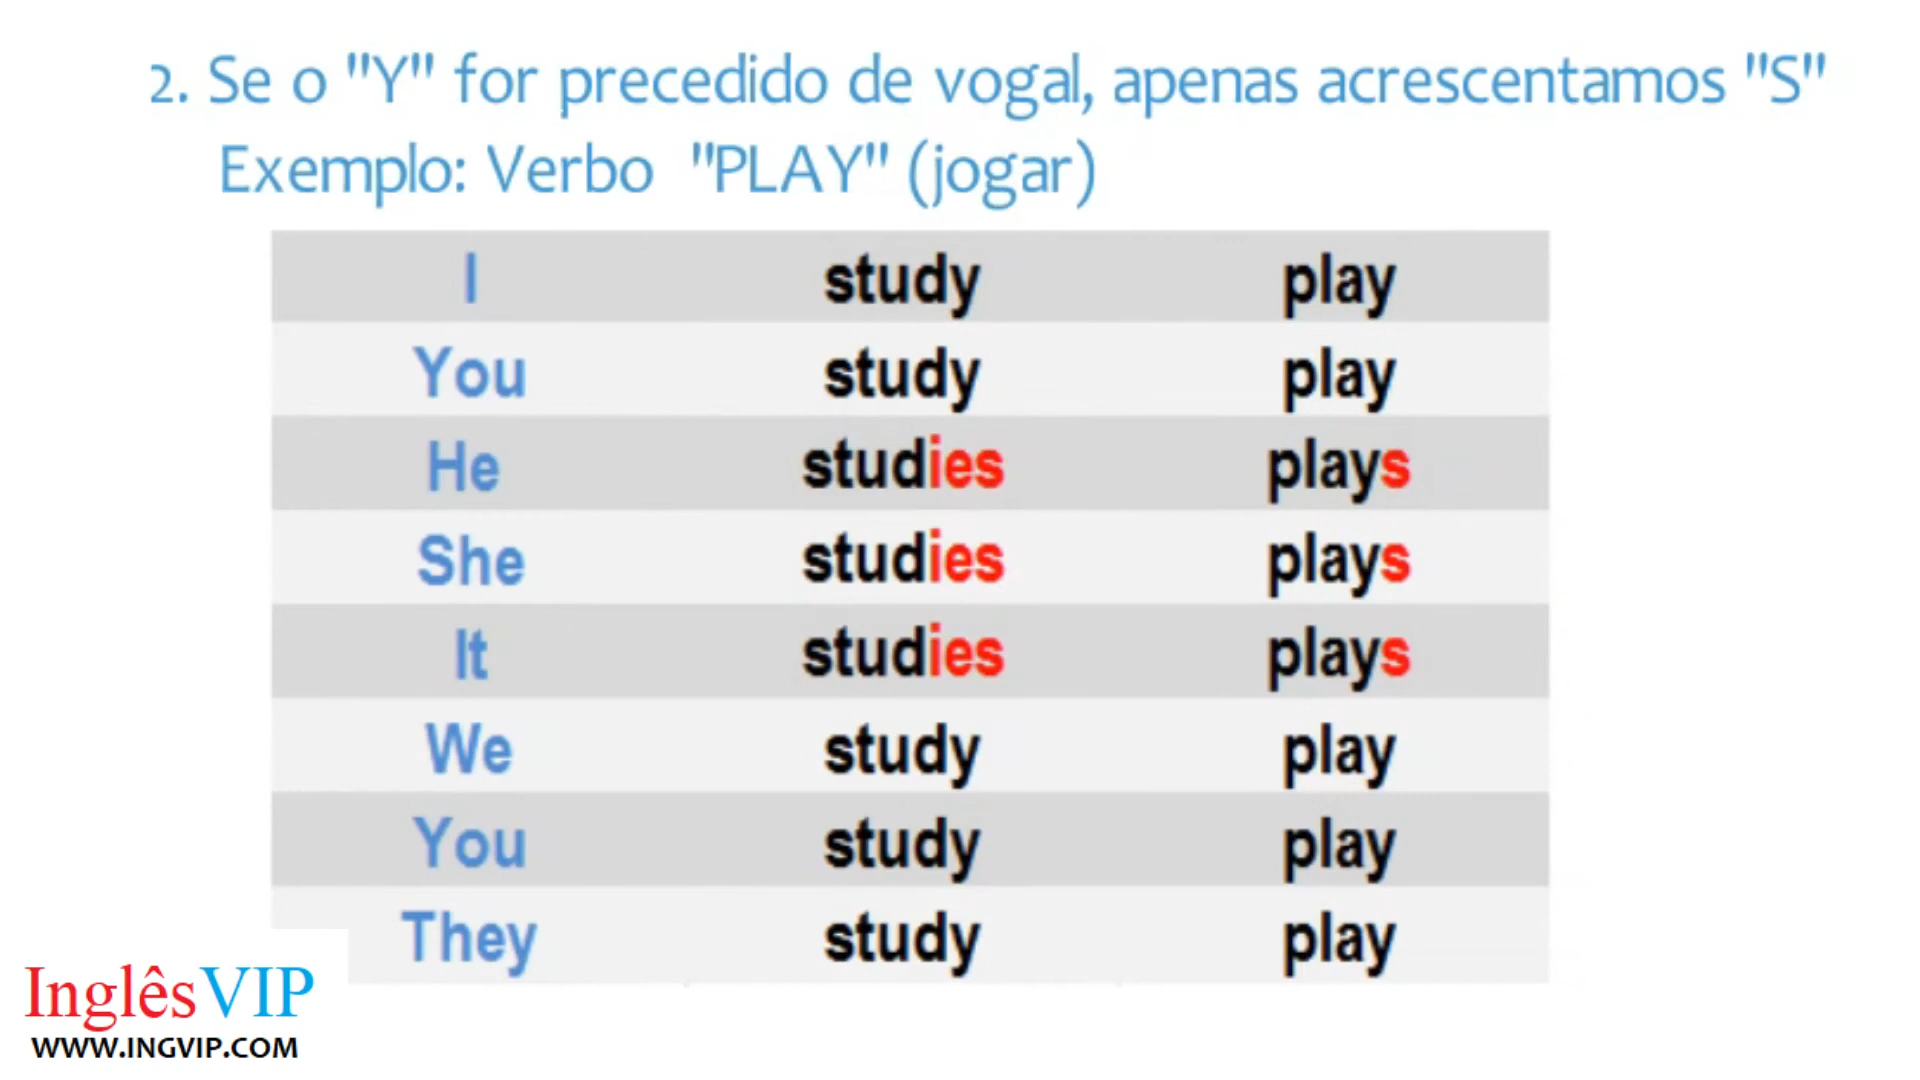 2. Se o "Y" for precedido de vogal, apenas acrescentamos "S"
Exemplo: Verbo "PLAY" (jogar)
I study play
You study play
He studies plays
She studies plays
It studies plays
We study play
You study play
They study play
InglêsVIP
WWW.INGVIP.COM